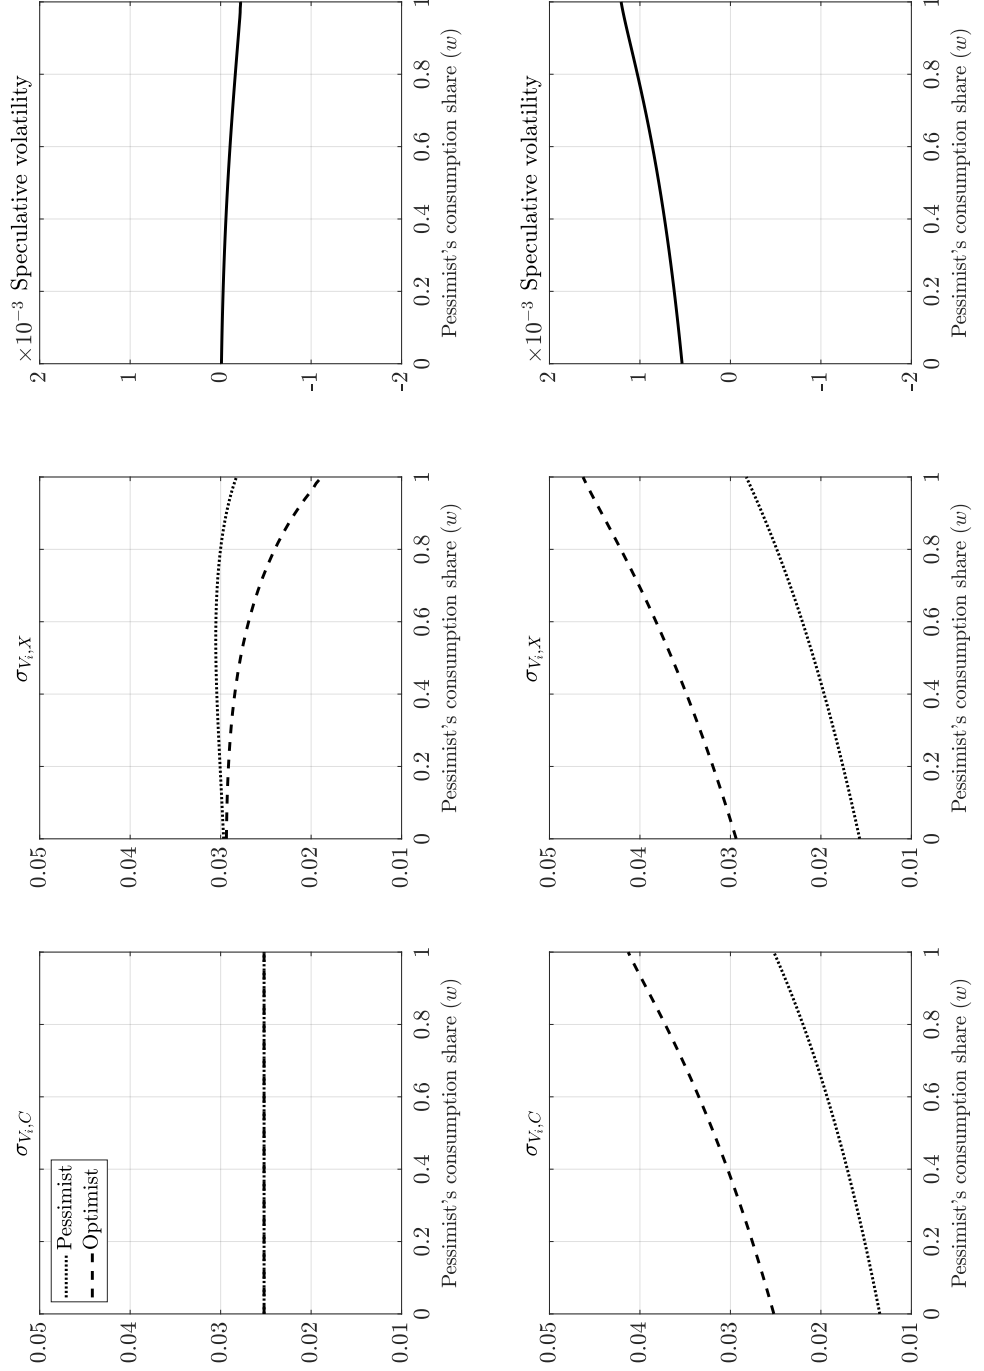 σ_{V_i,C}
0.05
0.04
0.03
0.02
0.01
Pessimist
Optimist
0 0.2 0.4 0.6 0.8 1
Pessimist's consumption share (w)
σ_{V_i,X}
0.05
0.04
0.03
0.02
0.01
0 0.2 0.4 0.6 0.8 1
Pessimist's consumption share (w)
×10⁻³ Speculative volatility
2
1
0
-1
-2
0 0.2 0.4 0.6 0.8 1
Pessimist's consumption share (w)
σ_{V_i,C}
0.05
0.04
0.03
0.02
0.01
0 0.2 0.4 0.6 0.8 1
Pessimist's consumption share (w)
σ_{V_i,X}
0.05
0.04
0.03
0.02
0.01
0 0.2 0.4 0.6 0.8 1
Pessimist's consumption share (w)
×10⁻³ Speculative volatility
2
1
0
-1
-2
0 0.2 0.4 0.6 0.8 1
Pessimist's consumption share (w)